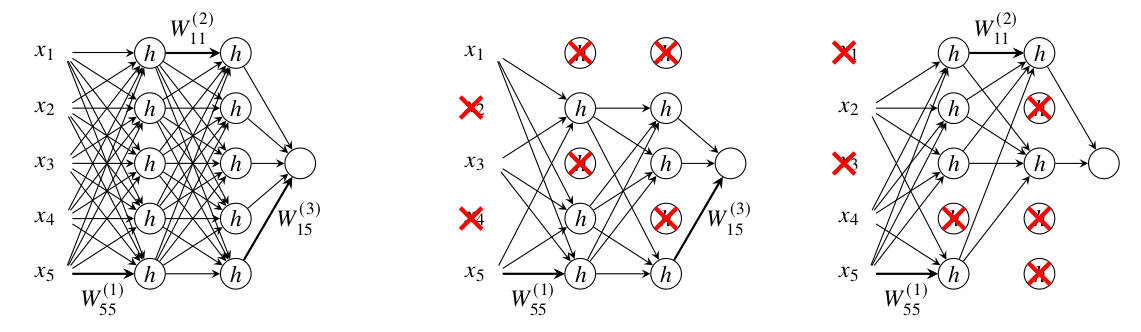 W_{11}^{(2)} W_{11}^{(2)}
x_1 h h x_1 h h
x_2 h h h h x_2 h
x_3 h h x_3 h h h
x_4 h h h x_4
x_5 h h W_{15}^{(3)} x_5 h h W_{15}^{(3)} x_5 h
W_{55}^{(1)} W_{55}^{(1)} W_{55}^{(1)}